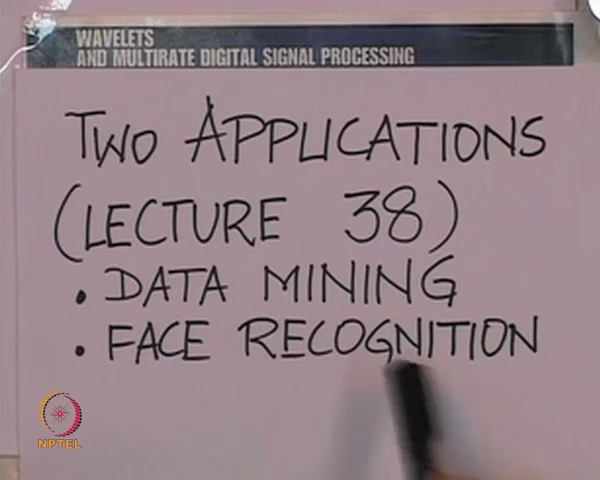 WAVELETS
AND MULTIRATE DIGITAL SIGNAL PROCESSING
TWO APPLICATIONS
(LECTURE 38)
• DATA MINING
• FACE RECOGNITION
NPTEL